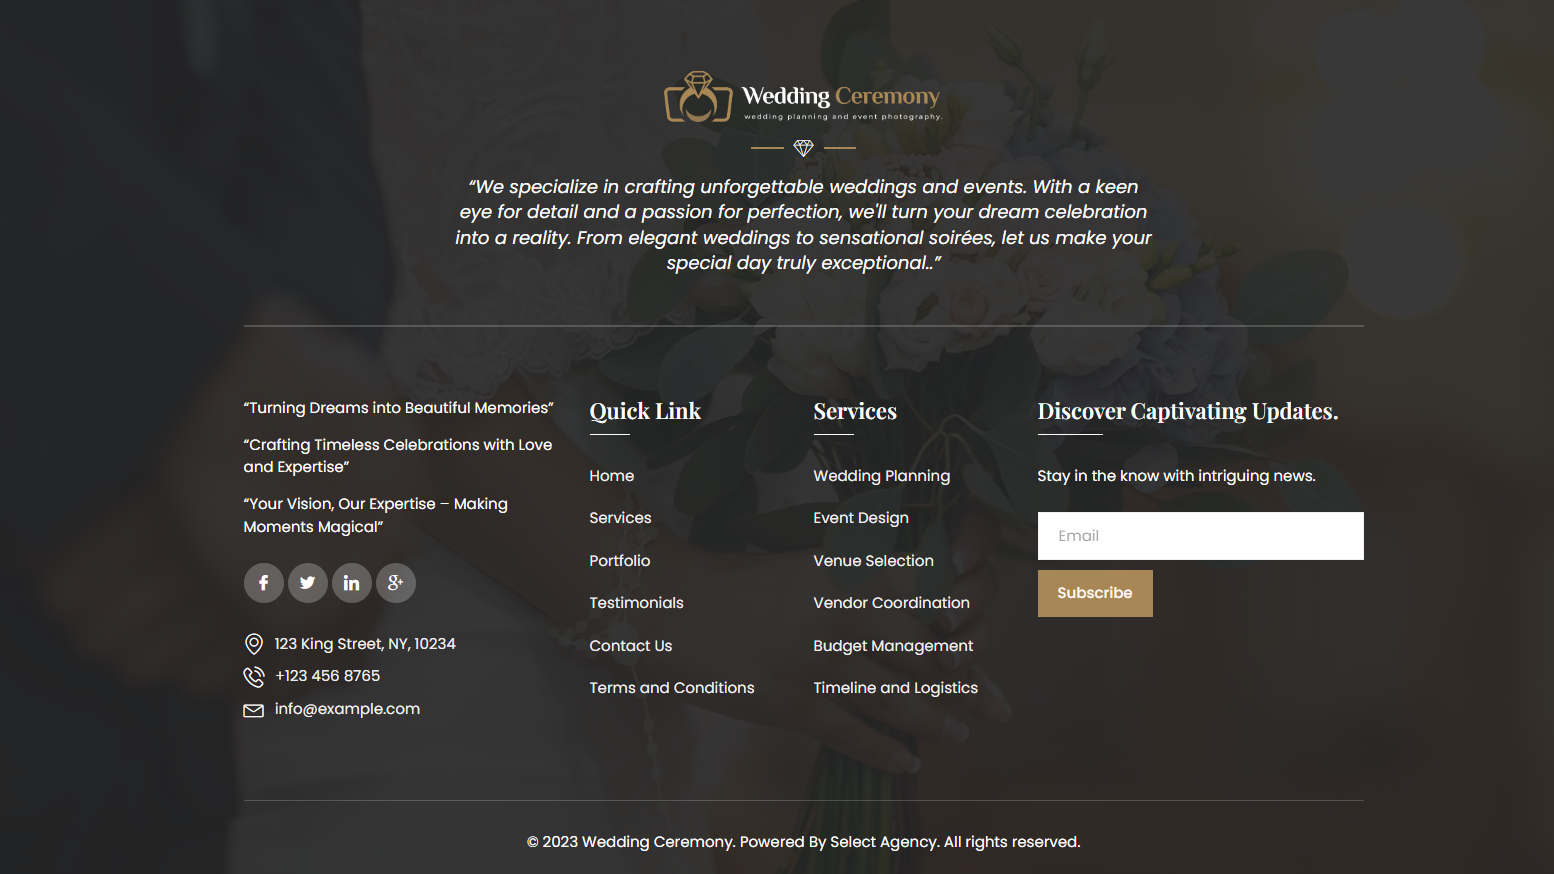 Wedding Ceremony
wedding planning and event photography.
“We specialize in crafting unforgettable weddings and events. With a keen
eye for detail and a passion for perfection, we'll turn your dream celebration
into a reality. From elegant weddings to sensational soirées, let us make your
special day truly exceptional..”
“Turning Dreams into Beautiful Memories”
“Crafting Timeless Celebrations with Love
and Expertise”
“Your Vision, Our Expertise – Making
Moments Magical”
123 King Street, NY, 10234
+123 456 8765
info@example.com
Quick Link
Home
Services
Portfolio
Testimonials
Contact Us
Terms and Conditions
Services
Wedding Planning
Event Design
Venue Selection
Vendor Coordination
Budget Management
Timeline and Logistics
Discover Captivating Updates.
Stay in the know with intriguing news.
Email
Subscribe
© 2023 Wedding Ceremony. Powered By Select Agency. All rights reserved.